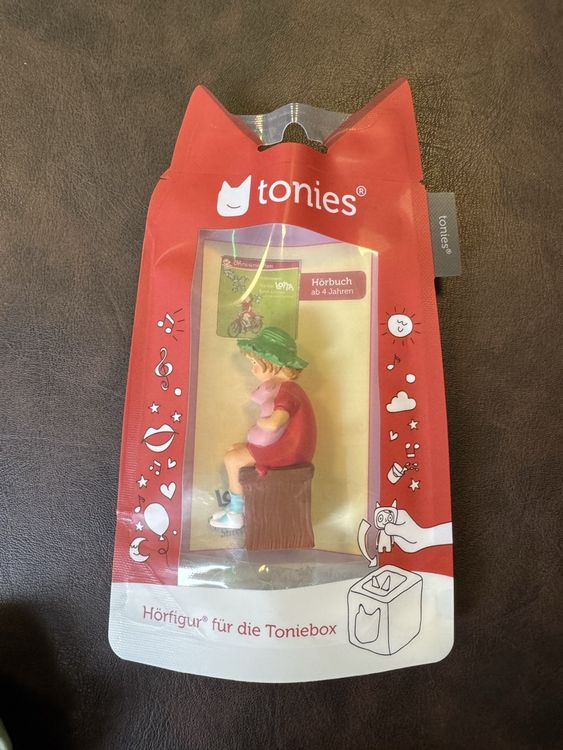 tonies®
tonies®
Hörbuch
ab 4 Jahren
LOTTA
Hörfigur® für die Toniebox